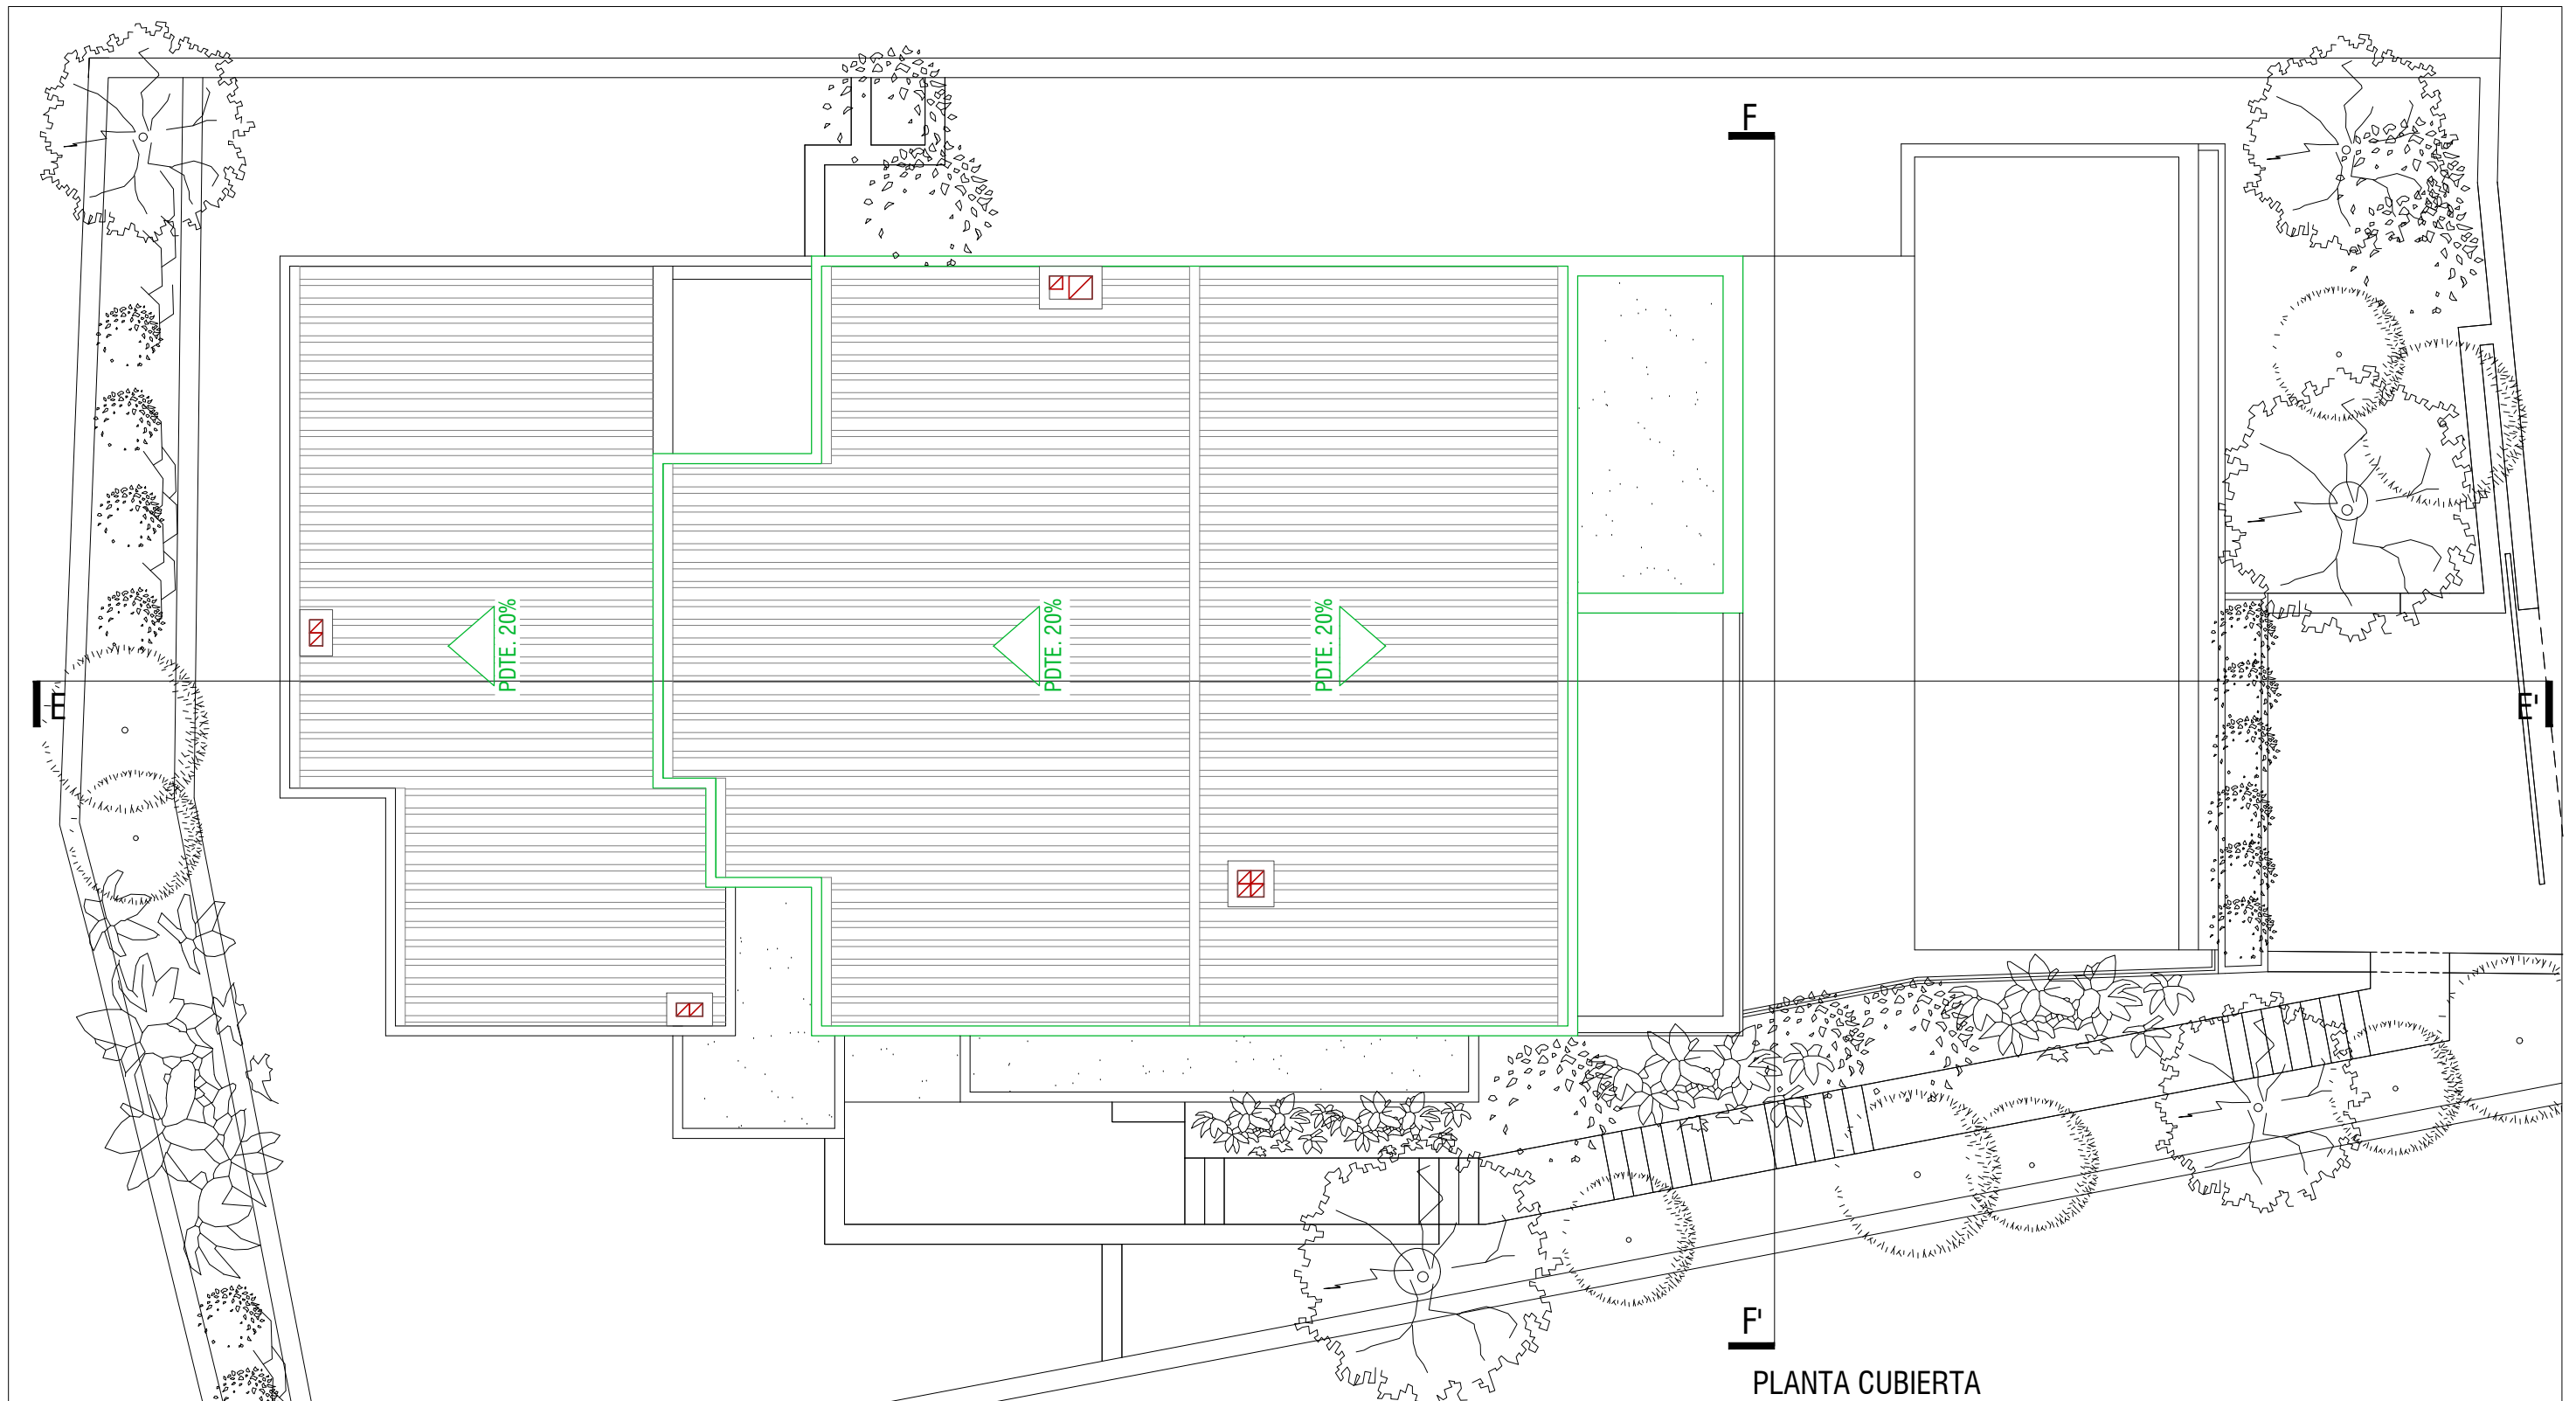 F
PDTE. 20%
PDTE. 20%
PDTE. 20%
E
E'
F'
PLANTA CUBIERTA